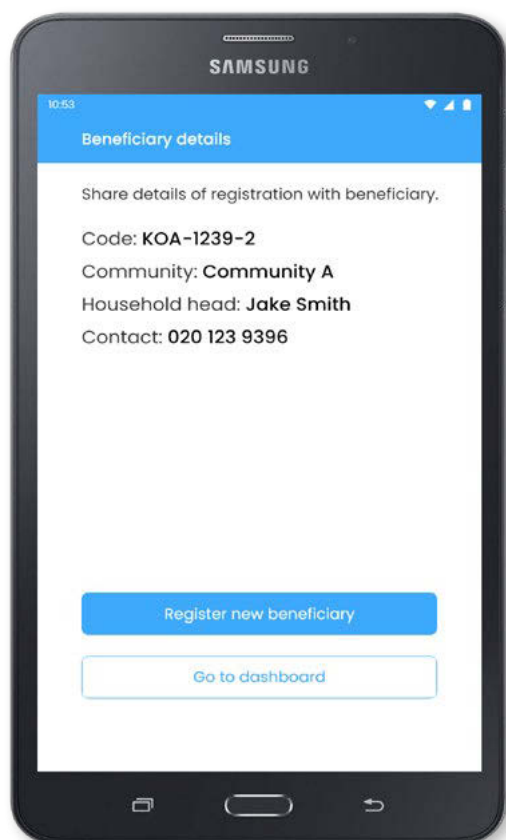 SAMSUNG
10:53
Beneficiary details
Share details of registration with beneficiary.
Code: KOA-1239-2
Community: Community A
Household head: Jake Smith
Contact: 020 123 9396
Register new beneficiary
Go to dashboard